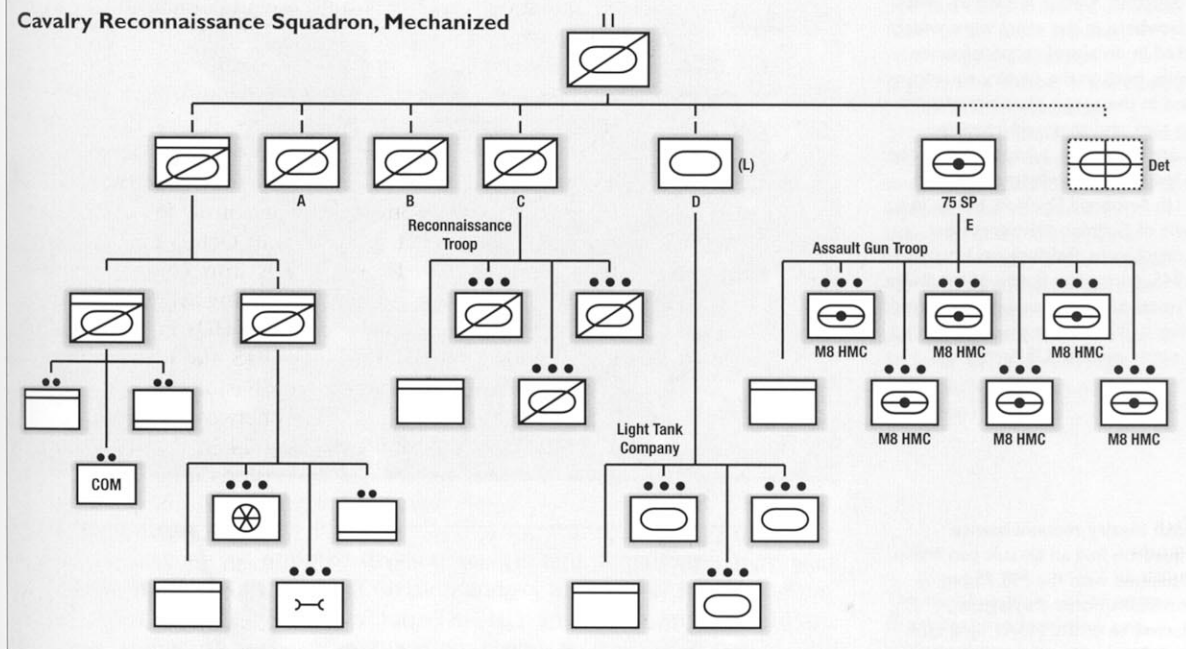 Cavalry Reconnaissance Squadron, Mechanized
A
B
C
(L)
D
75 SP
Det
E
Reconnaissance
Troop
Assault Gun Troop
M8 HMC
M8 HMC
M8 HMC
M8 HMC
M8 HMC
M8 HMC
Light Tank
Company
COM